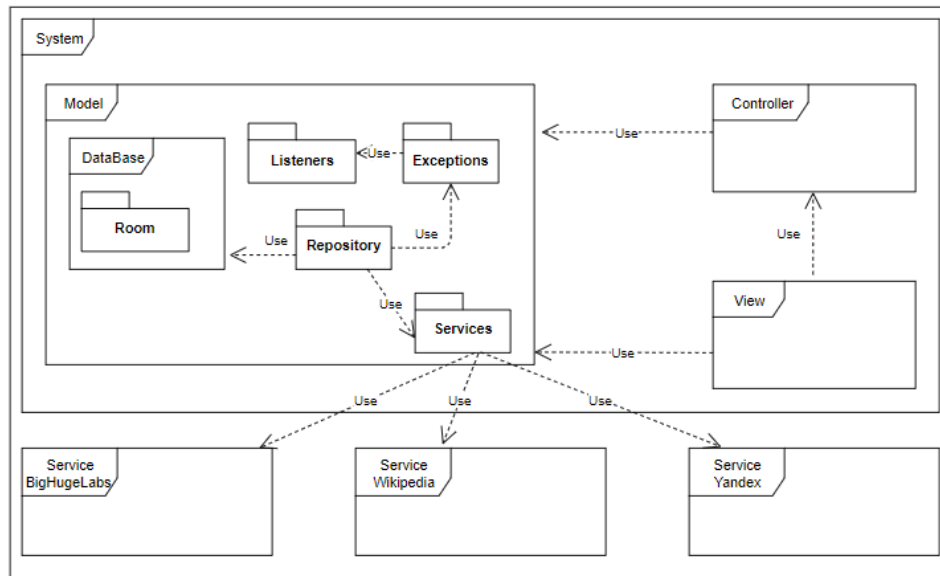 System
Model
Controller
DataBase
Listeners
Use
Exceptions
Use
Room
Use
Repository
Use
Use
Use
View
Services
Use
Use
Use
Use
Service
BigHugeLabs
Service
Wikipedia
Service
Yandex